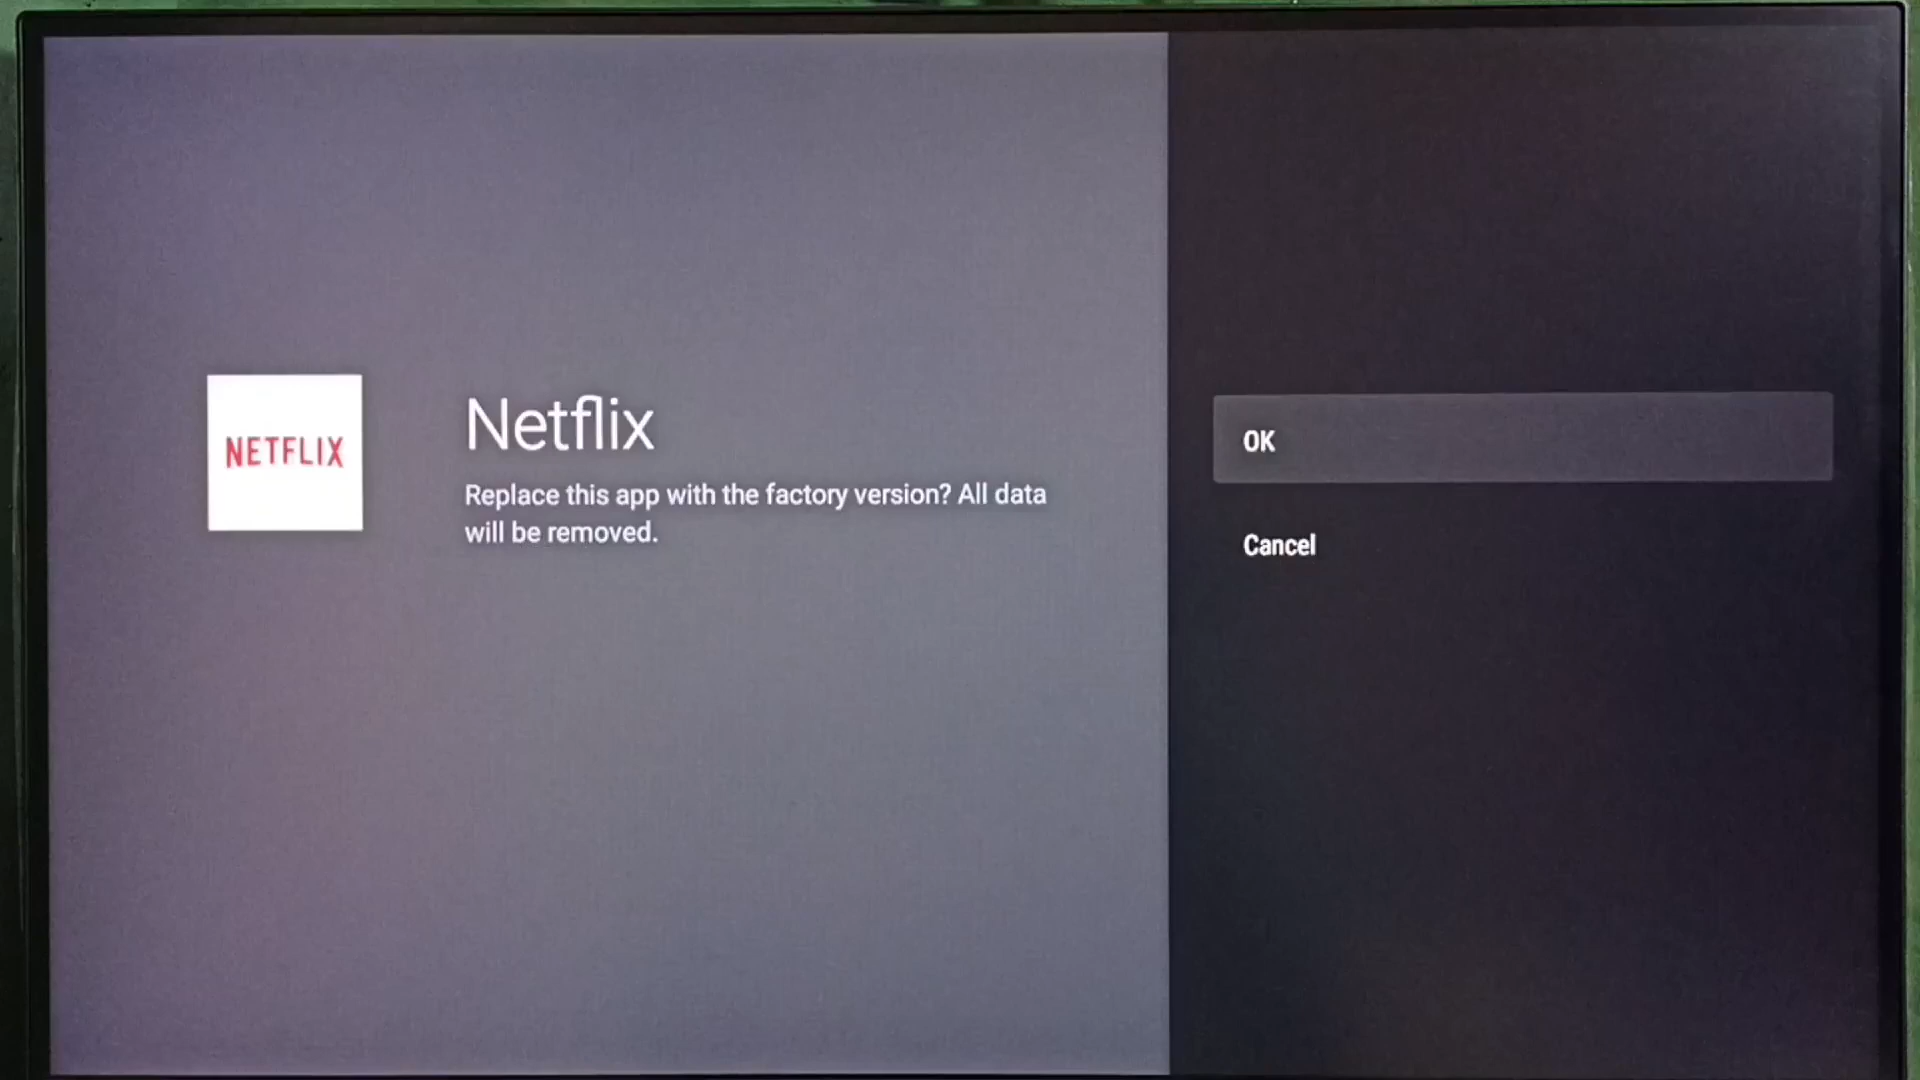 NETFLIX
Netflix
Replace this app with the factory version? All data
will be removed.
OK
Cancel